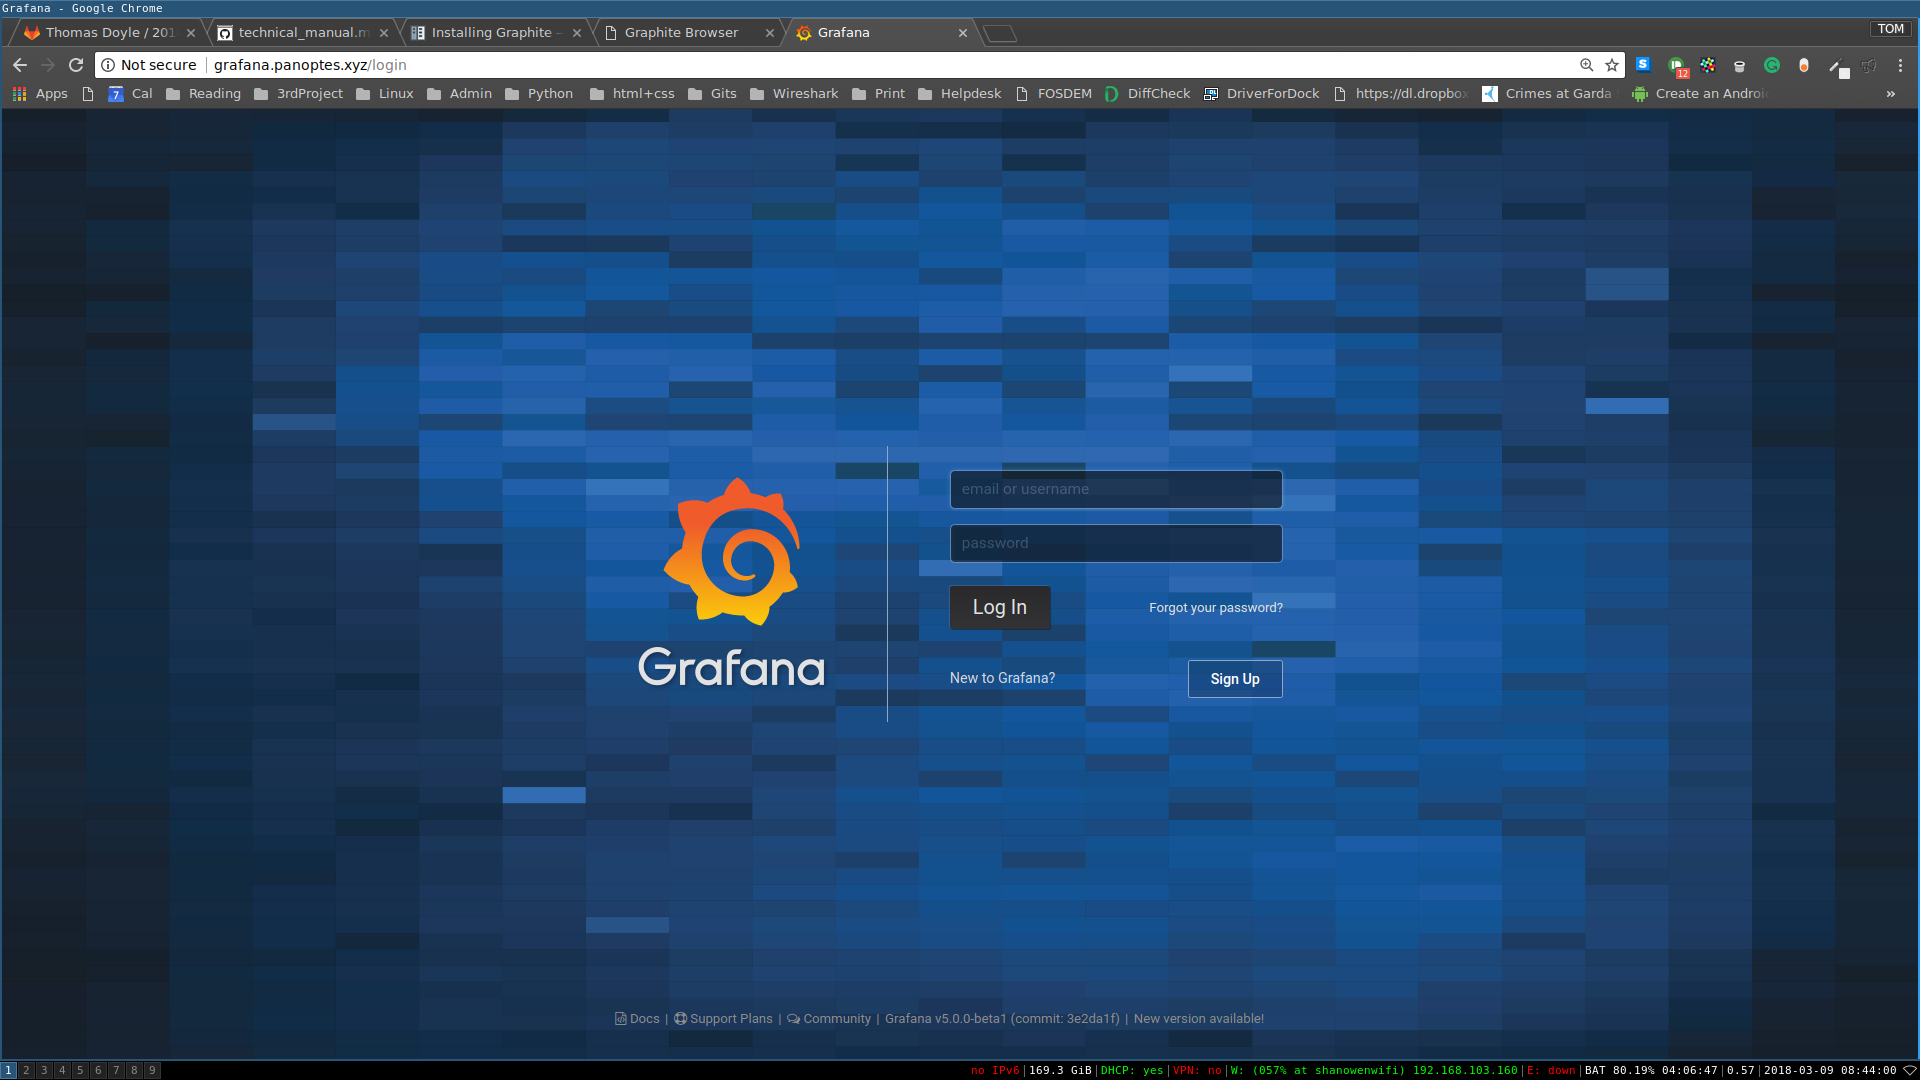 Grafana - Google Chrome
Thomas Doyle / 201
technical_manual.m
Installing Graphite -
Graphite Browser
Grafana
TOM
Not secure
grafana.panoptes.xyz/login
12
Apps
7
Cal
Reading
3rdProject
Linux
Admin
Python
html+css
Gits
Wireshark
Print
Helpdesk
FOSDEM
DiffCheck
DriverForDock
https://dl.dropbox
Crimes at Garda
Create an Androi
»
email or username
password
Log In
Forgot your password?
Grafana
New to Grafana?
Sign Up
Docs | Support Plans | Community | Grafana v5.0.0-beta1 (commit: 3e2da1f) | New version available!
1 2 3 4 5 6 7 8 9
no IPv6|169.3 GiB|DHCP: yes|VPN: no|W: (057% at shanowenwifi) 192.168.103.160|E: down|BAT 80.19% 04:06:47|0.57|2018-03-09 08:44:00